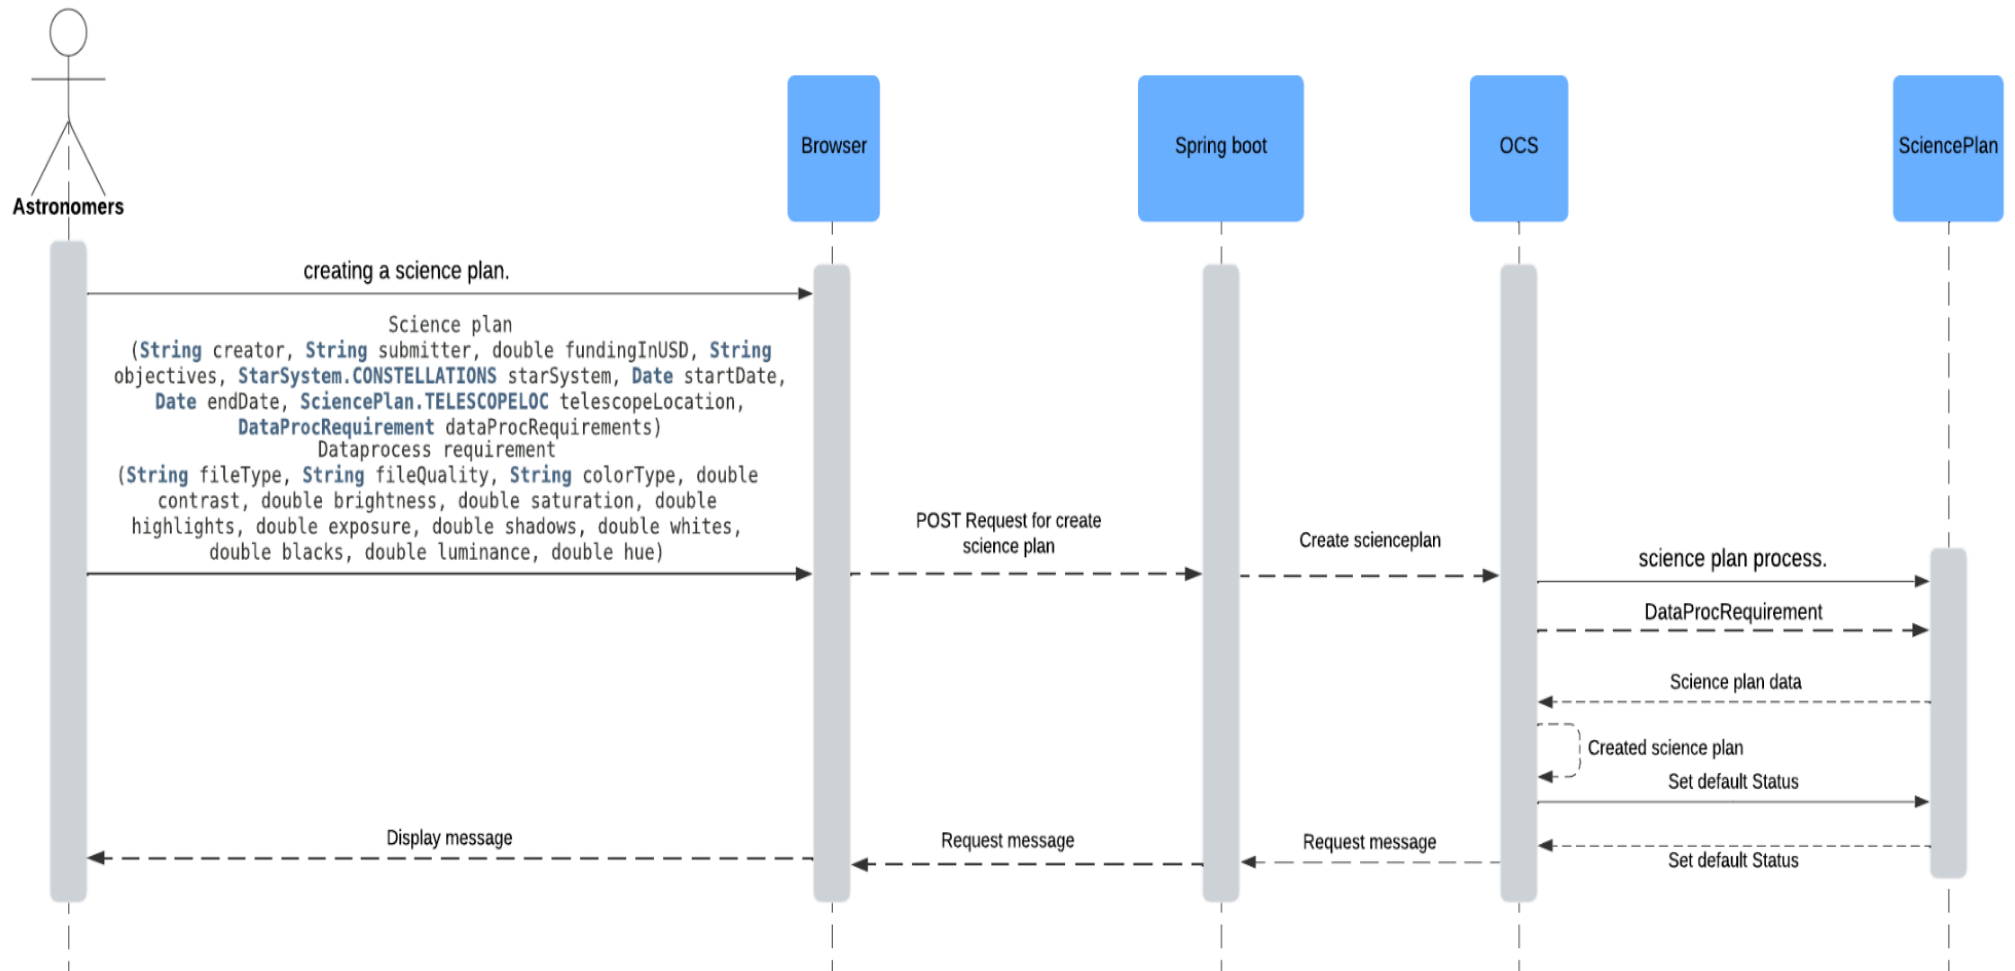 Astronomers
Browser
Spring boot
OCS
SciencePlan
creating a science plan.
Science plan
(String creator, String submitter, double fundingInUSD, String
objectives, StarSystem.CONSTELLATIONS starSystem, Date startDate,
Date endDate, SciencePlan.TELESCOPELOC telescopeLocation,
DataProcRequirement dataProcRequirements)
Dataprocess requirement
(String fileType, String fileQuality, String colorType, double
contrast, double brightness, double saturation, double
highlights, double exposure, double shadows, double whites,
double blacks, double luminance, double hue)
POST Request for create
science plan
Create scienceplan
science plan process.
DataProcRequirement
Science plan data
Created science plan
Set default Status
Set default Status
Request message
Request message
Display message